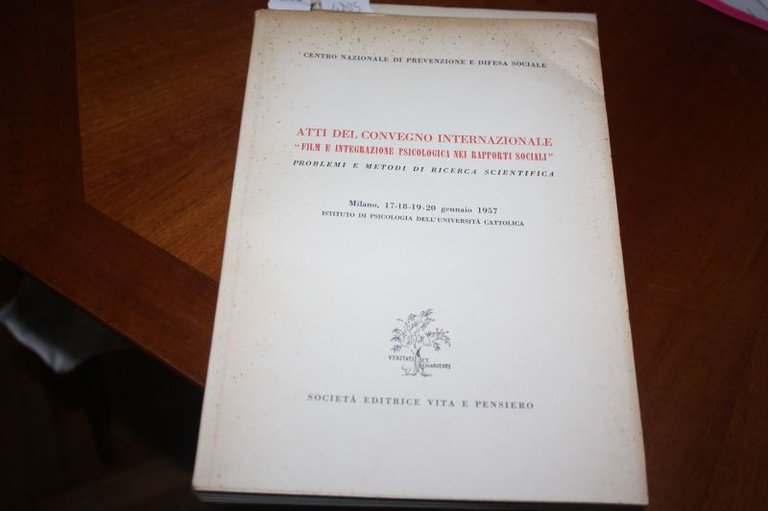 CENTRO NAZIONALE DI PREVENZIONE E DIFESA SOCIALE
ATTI DEL CONVEGNO INTERNAZIONALE
"FILM E INTEGRAZIONE PSICOLOGICA NEI RAPPORTI SOCIALI"
PROBLEMI E METODI DI RICERCA SCIENTIFICA
Milano, 17-18-19-20 gennaio 1957
ISTITUTO DI PSICOLOGIA DELL'UNIVERSITÀ CATTOLICA
VERITATI ET
SOCIETÀ EDITRICE VITA E PENSIERO